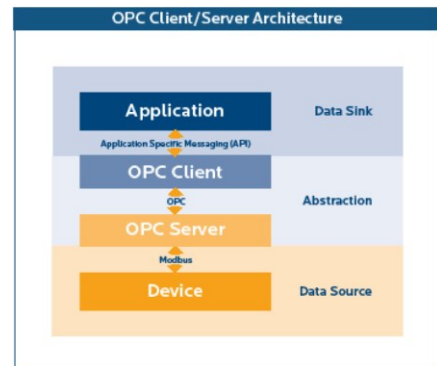 OPC Client/Server Architecture
Application
Data Sink
Application Specific Messaging (API)
OPC Client
OPC
Abstraction
OPC Server
Modbus
Device
Data Source